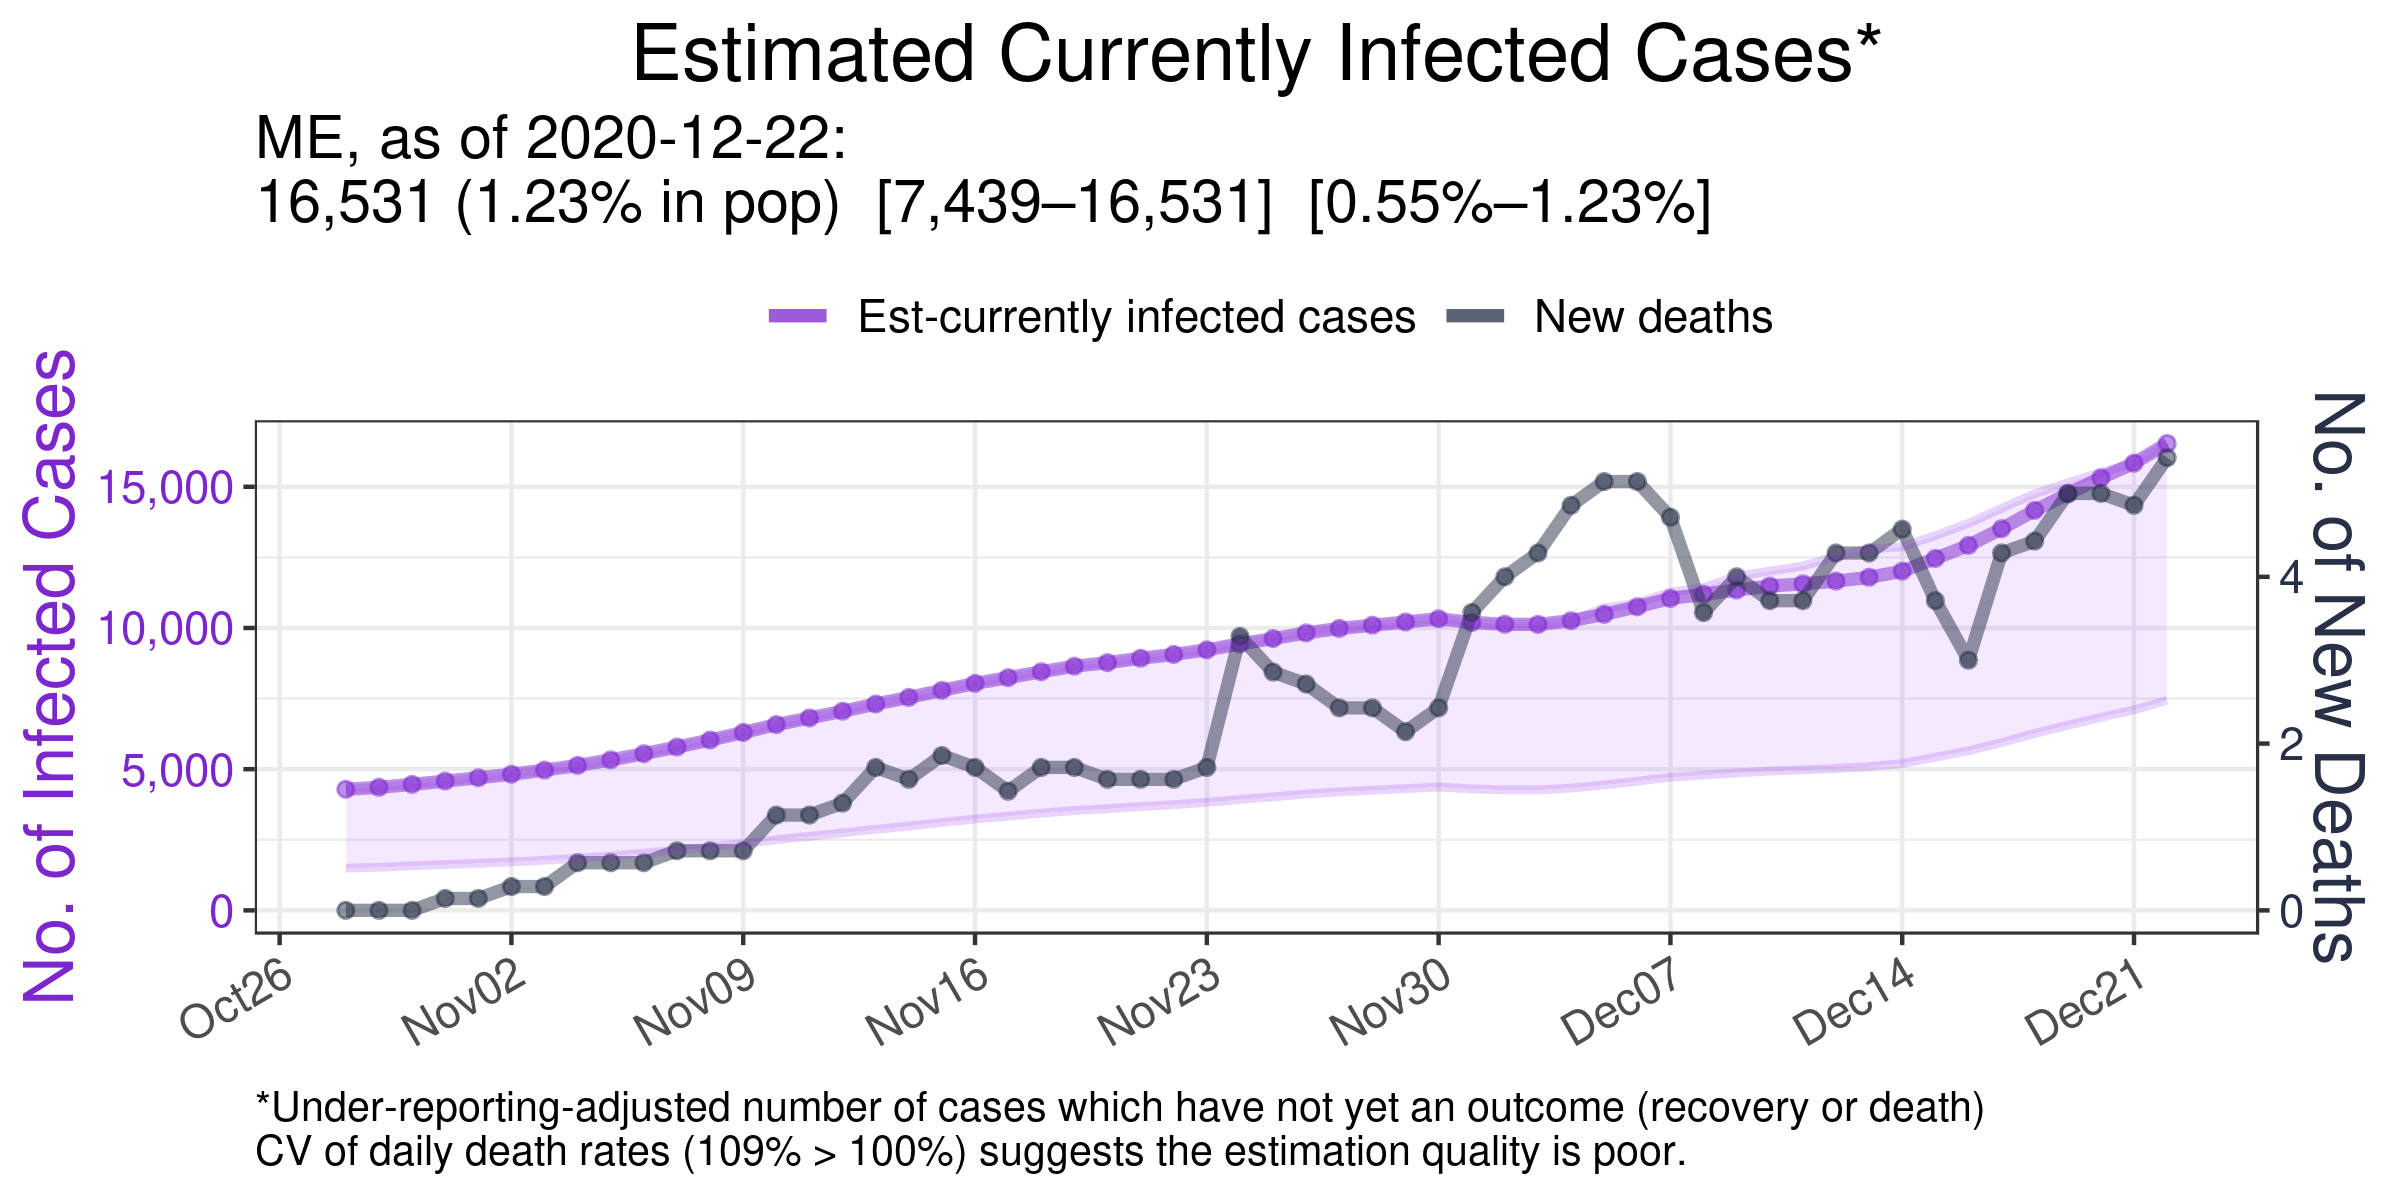 Estimated Currently Infected Cases*
ME, as of 2020-12-22:
16,531 (1.23% in pop)  [7,439–16,531]  [0.55%–1.23%]
Est-currently infected cases
New deaths
No. of Infected Cases
15,000
10,000
5,000
0
No. of New Deaths
4
2
0
Oct26
Nov02
Nov09
Nov16
Nov23
Nov30
Dec07
Dec14
Dec21
*Under-reporting-adjusted number of cases which have not yet an outcome (recovery or death)
CV of daily death rates (109% > 100%) suggests the estimation quality is poor.